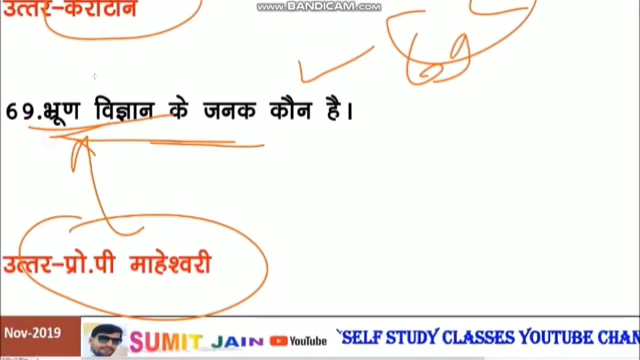 www.BANDICAM.com
उत्तर-कैराटीन
69.भ्रूण विज्ञान के जनक कौन है।
उत्तर-प्रो.पी माहेश्वरी
Nov-2019 SUMIT JAIN YouTube SELF STUDY CLASSES YOUTUBE CHAN